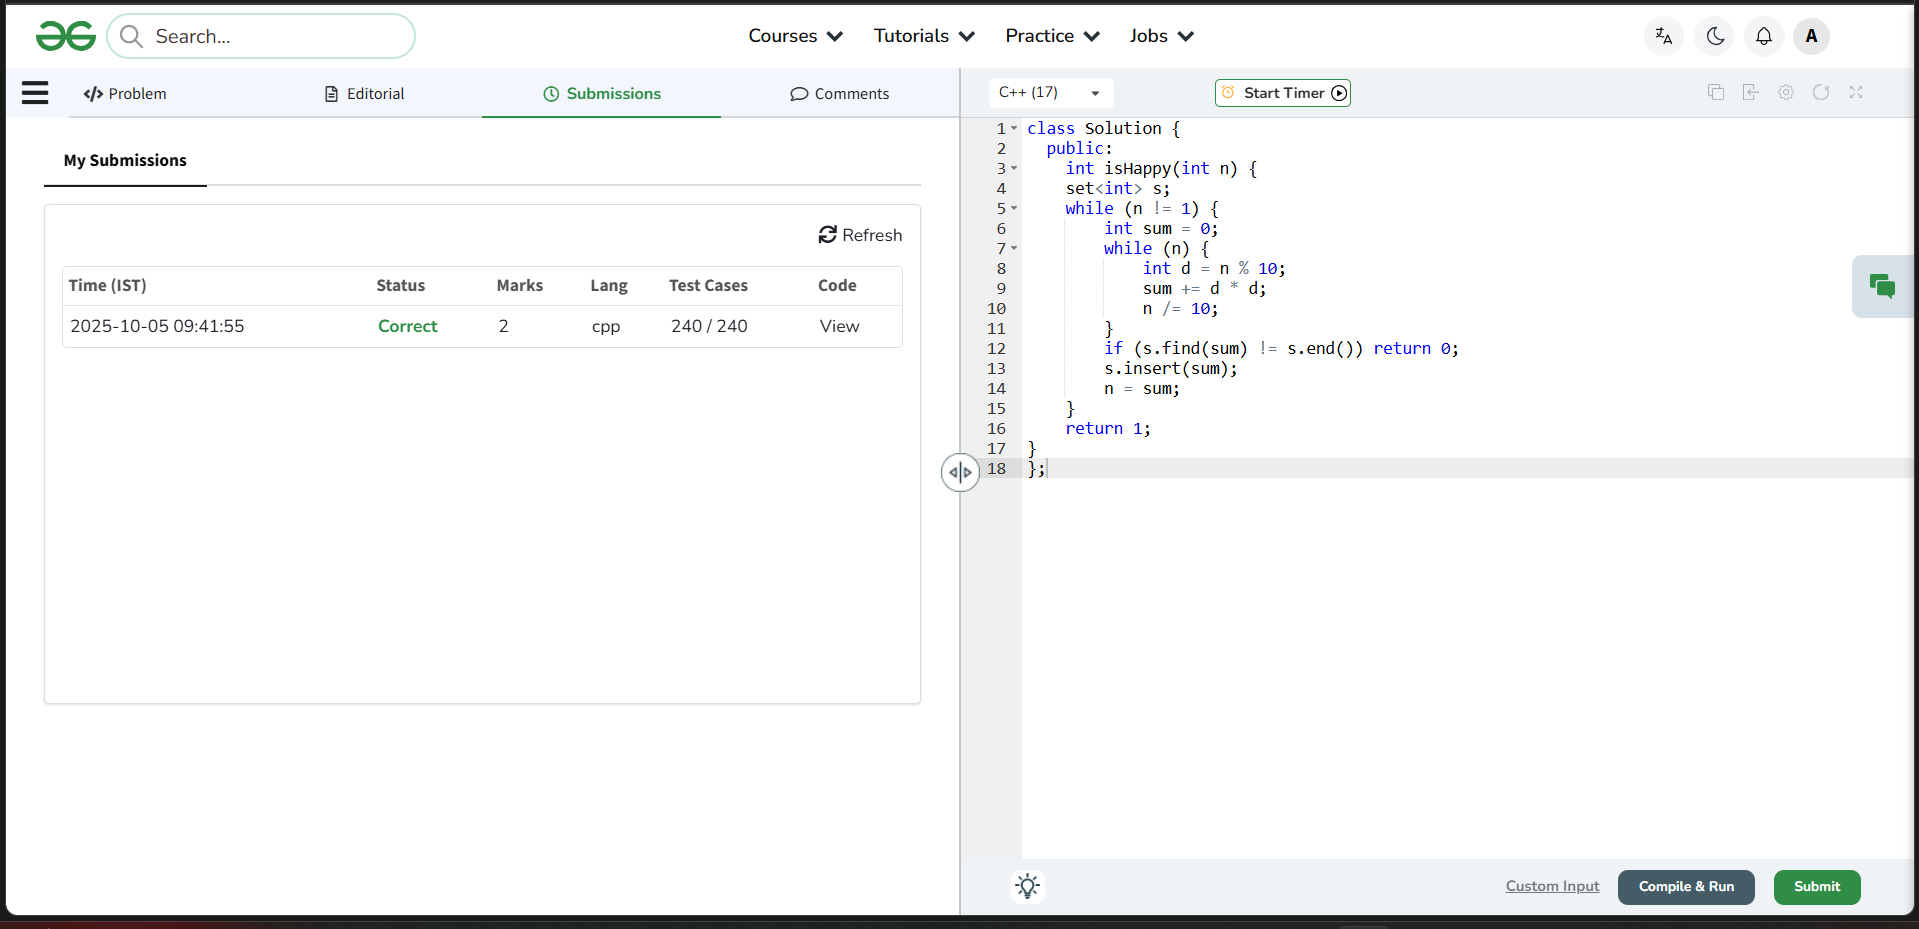 Search...
Courses Tutorials Practice Jobs
A
Problem Editorial Submissions Comments
C++ (17) Start Timer
My Submissions
Refresh
Time (IST) Status Marks Lang Test Cases Code
2025-10-05 09:41:55 Correct 2 cpp 240 / 240 View
1 class Solution {
2 public:
3 int isHappy(int n) {
4 set<int> s;
5 while (n != 1) {
6 int sum = 0;
7 while (n) {
8 int d = n % 10;
9 sum += d * d;
10 n /= 10;
11 }
12 if (s.find(sum) != s.end()) return 0;
13 s.insert(sum);
14 n = sum;
15 }
16 return 1;
17 }
18 };
Custom Input Compile & Run Submit